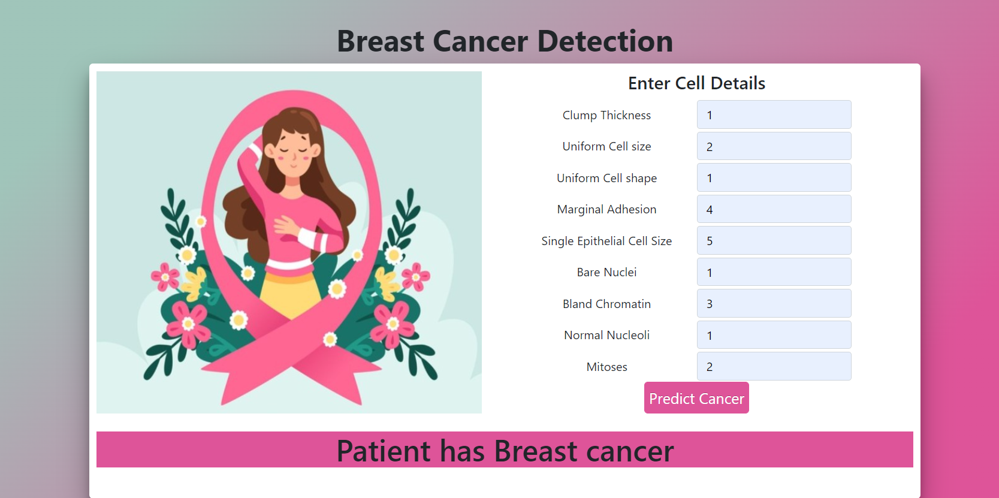 Breast Cancer Detection
Enter Cell Details
Clump Thickness 1
Uniform Cell size 2
Uniform Cell shape 1
Marginal Adhesion 4
Single Epithelial Cell Size 5
Bare Nuclei 1
Bland Chromatin 3
Normal Nucleoli 1
Mitoses 2
Predict Cancer
Patient has Breast cancer